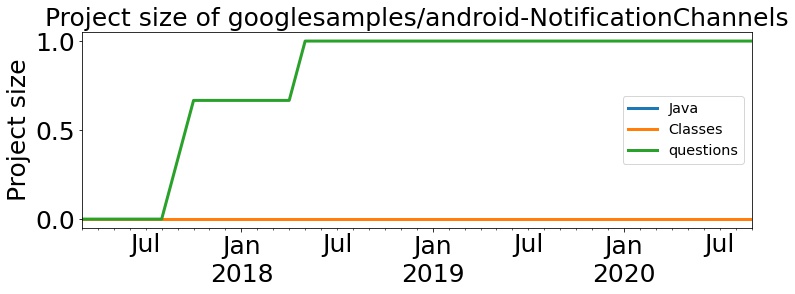 Project size of googlesamples/android-NotificationChannels
Project size
1.0
0.5
0.0
Java
Classes
questions
Jul Jan Jul Jan Jul Jan Jul
2018 2019 2020